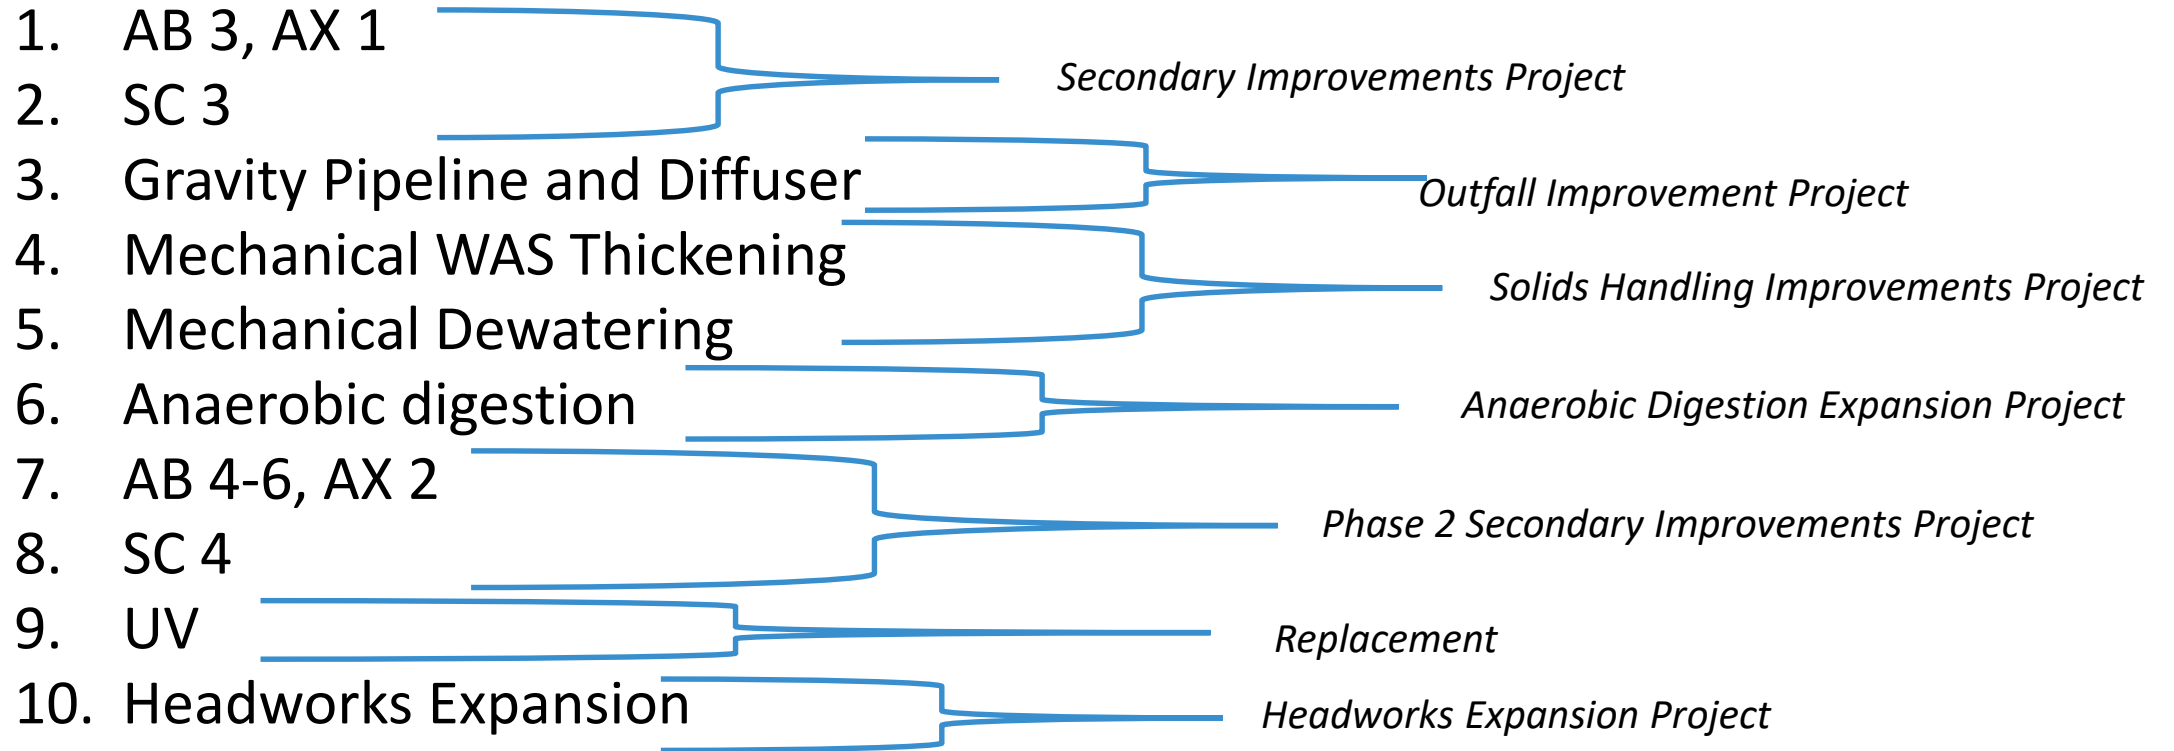 1. AB 3, AX 1
Secondary Improvements Project
2. SC 3
3. Gravity Pipeline and Diffuser
Outfall Improvement Project
4. Mechanical WAS Thickening
Solids Handling Improvements Project
5. Mechanical Dewatering
6. Anaerobic digestion
Anaerobic Digestion Expansion Project
7. AB 4-6, AX 2
Phase 2 Secondary Improvements Project
8. SC 4
9. UV
Replacement
10. Headworks Expansion
Headworks Expansion Project